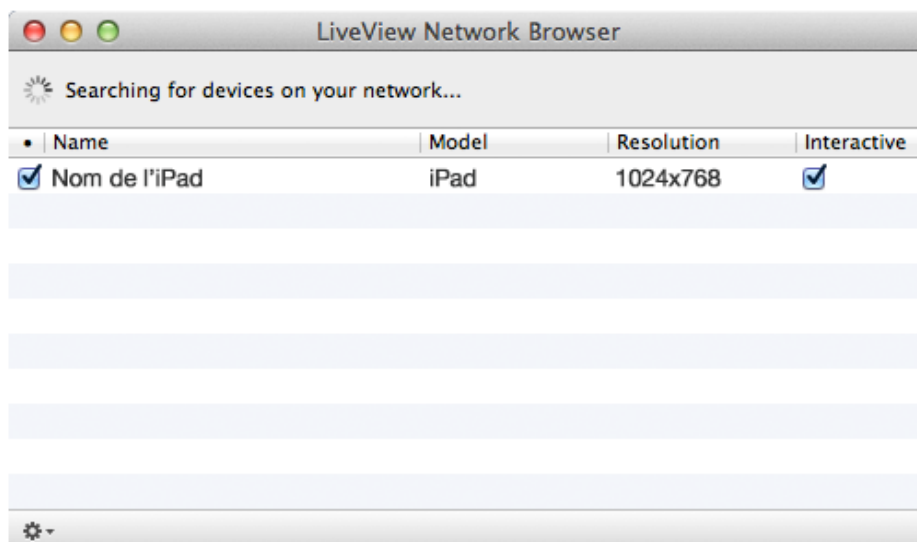 LiveView Network Browser
Searching for devices on your network...
• Name Model Resolution Interactive
Nom de l'iPad iPad 1024x768